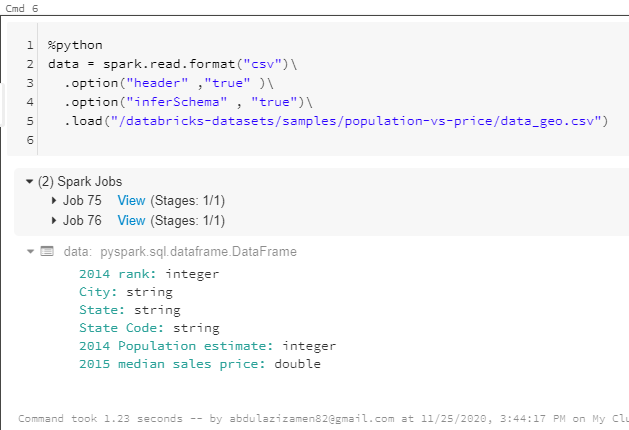 Cmd 6
1 %python
2 data = spark.read.format("csv")\
3 .option("header" ,"true" )\
4 .option("inferSchema" , "true")\
5 .load("/databricks-datasets/samples/population-vs-price/data_geo.csv")
6
(2) Spark Jobs
Job 75 View (Stages: 1/1)
Job 76 View (Stages: 1/1)
data: pyspark.sql.dataframe.DataFrame
2014 rank: integer
City: string
State: string
State Code: string
2014 Population estimate: integer
2015 median sales price: double
Command took 1.23 seconds -- by abdulazizamen82@gmail.com at 11/25/2020, 3:44:17 PM on My Clu